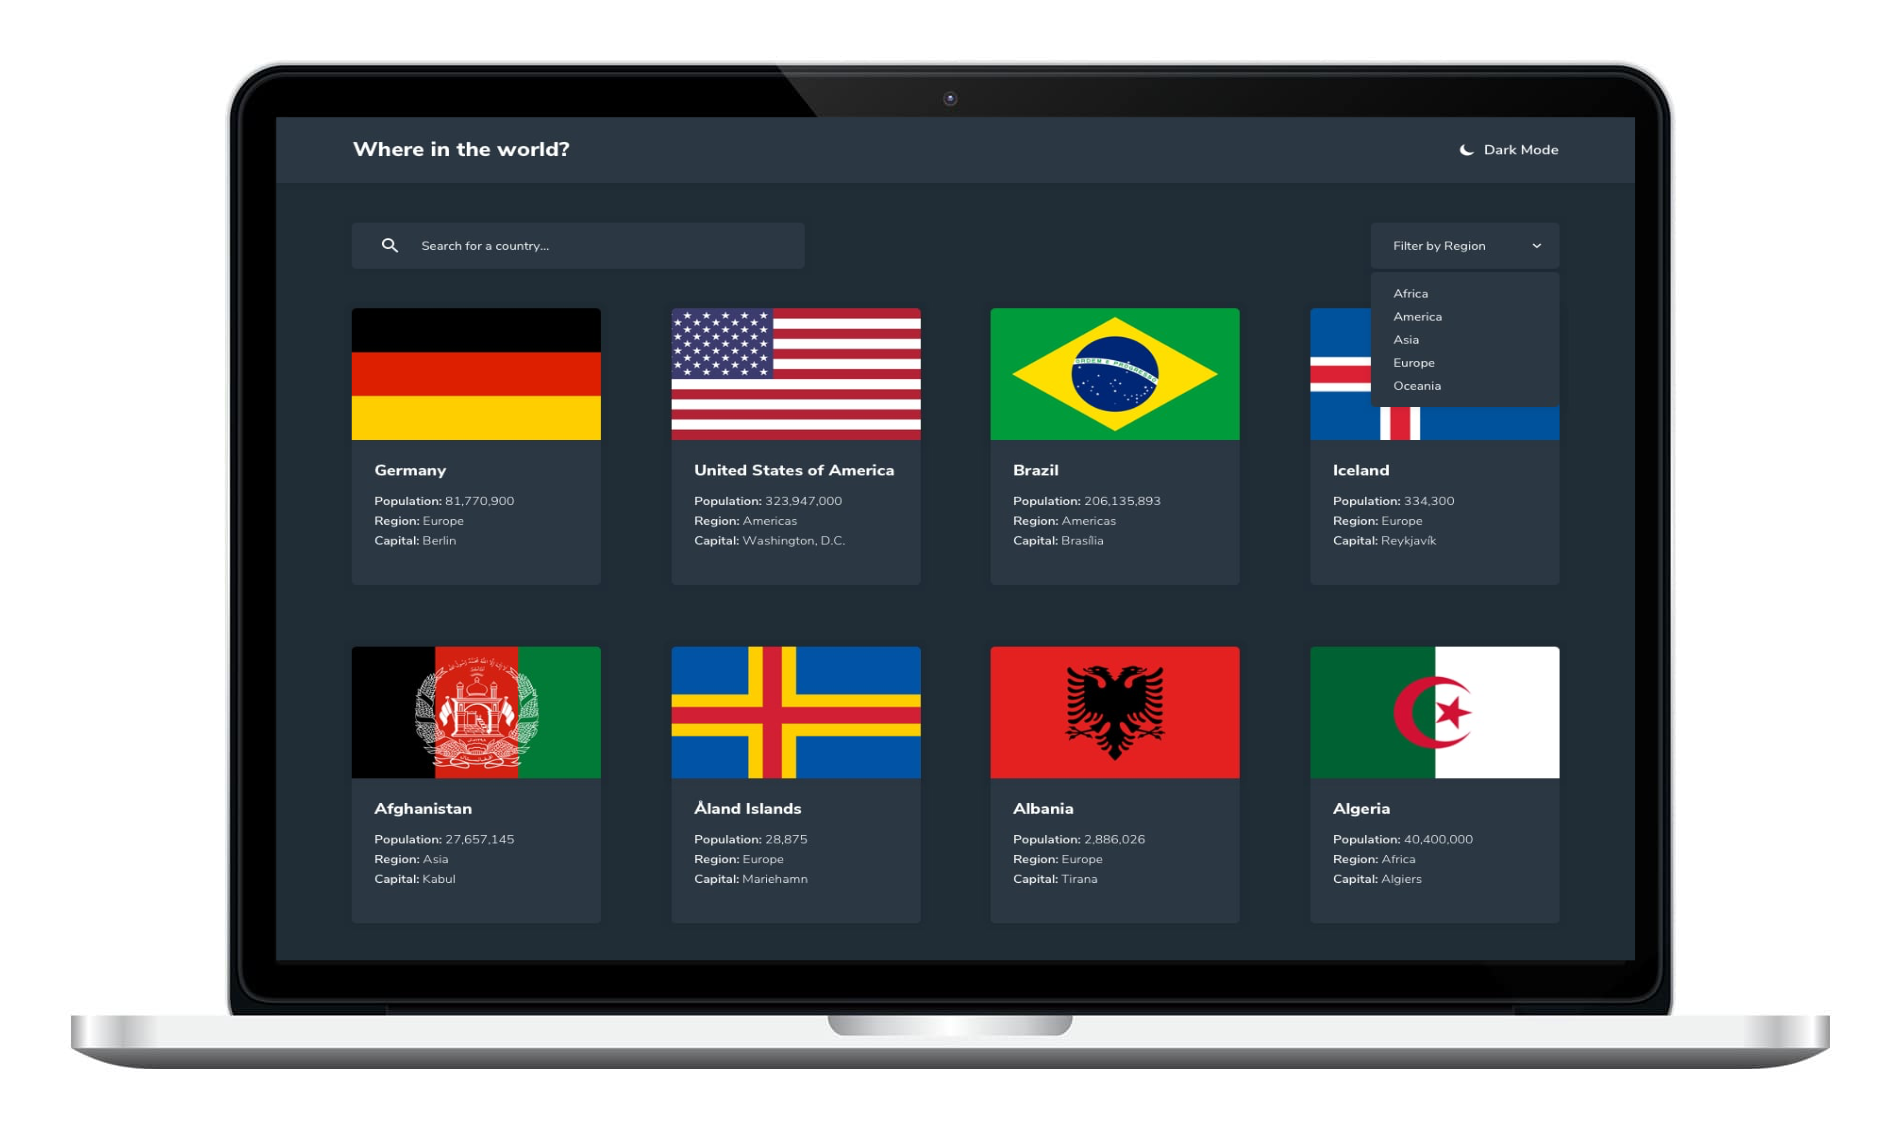 Where in the world?
Dark Mode
Search for a country...
Filter by Region
Africa
America
Asia
Europe
Oceania
Germany
Population: 81,770,900
Region: Europe
Capital: Berlin
United States of America
Population: 323,947,000
Region: Americas
Capital: Washington, D.C.
Brazil
Population: 206,135,893
Region: Americas
Capital: Brasília
Iceland
Population: 334,300
Region: Europe
Capital: Reykjavík
Afghanistan
Population: 27,657,145
Region: Asia
Capital: Kabul
Åland Islands
Population: 28,875
Region: Europe
Capital: Mariehamn
Albania
Population: 2,886,026
Region: Europe
Capital: Tirana
Algeria
Population: 40,400,000
Region: Africa
Capital: Algiers